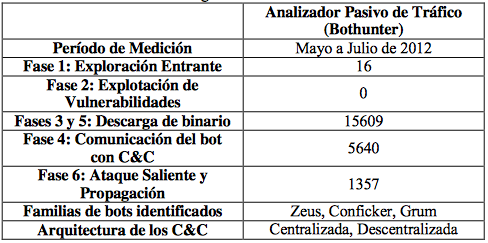 Analizador Pasivo de Tráfico
(Bothunter)
Período de Medición Mayo a Julio de 2012
Fase 1: Exploración Entrante 16
Fase 2: Explotación de
Vulnerabilidades 0
Fases 3 y 5: Descarga de binario 15609
Fase 4: Comunicación del bot
con C&C 5640
Fase 6: Ataque Saliente y
Propagación 1357
Familias de bots identificados Zeus, Conficker, Grum
Arquitectura de los C&C Centralizada, Descentralizada